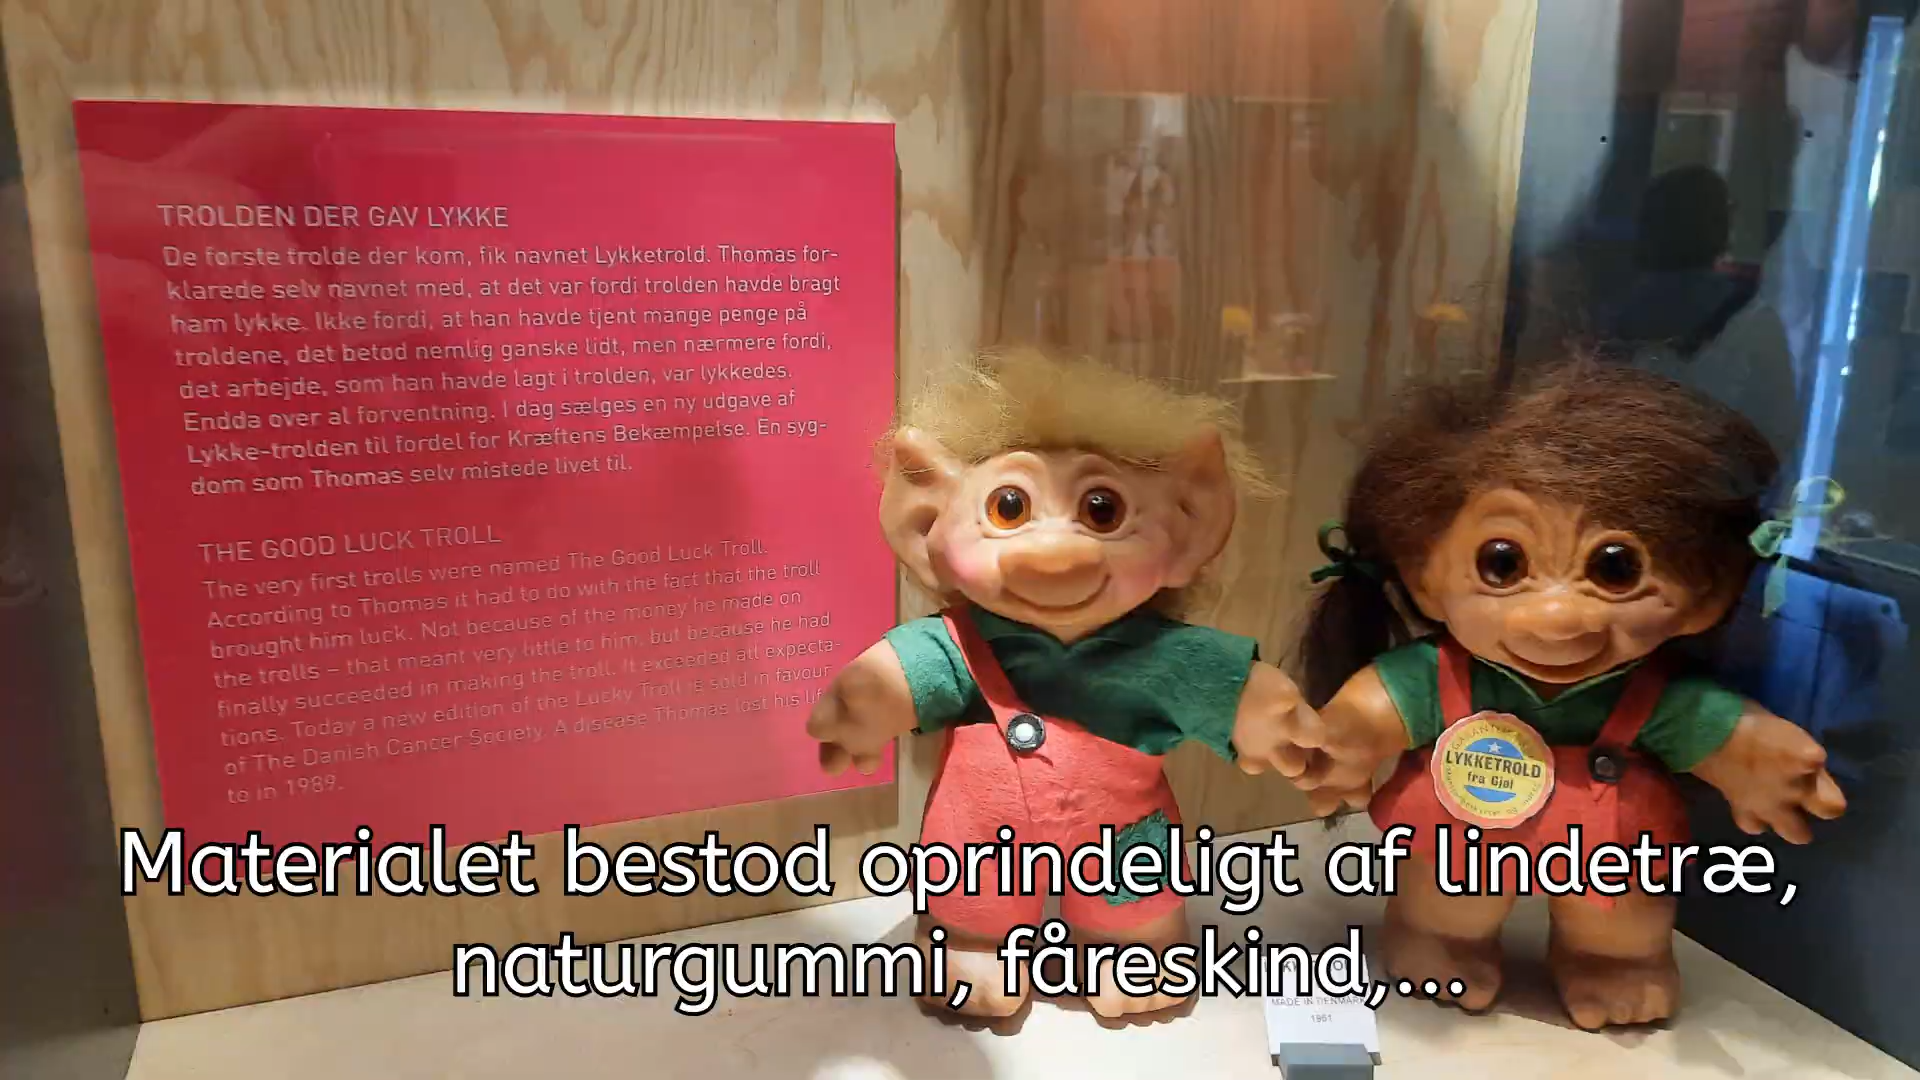 TROLDEN DER GAV LYKKE
De første trolde der kom, fik navnet Lykketrold. Thomas for-
klarede selv navnet med, at det var fordi trolden havde bragt
ham lykke. Ikke fordi, at han havde tjent mange penge på
troldene, det betød nemlig ganske lidt, men nærmere fordi,
det arbejde, som han havde lagt i trolden, var lykkedes.
Endda over al forventning. I dag sælges en ny udgave af
Lykke-trolden til fordel for Kræftens Bekæmpelse. En syg-
dom som Thomas selv mistede livet til.
THE GOOD LUCK TROLL
The very first trolls were named The Good Luck Troll.
According to Thomas it had to do with the fact that the troll
brought him luck. Not because of the money he made on
the trolls – that meant very little to him, but because he had
finally succeeded in making the troll. It exceeded all expecta-
tions. Today a new edition of the Lucky Troll is sold in favour
of The Danish Cancer Society. A disease Thomas lost his
to in 1989.
LYKKETROLD
fra Gjøl
Materialet bestod oprindeligt af lindetræ,
naturgummi, fåreskind,...
MADE IN DENMARK
1961